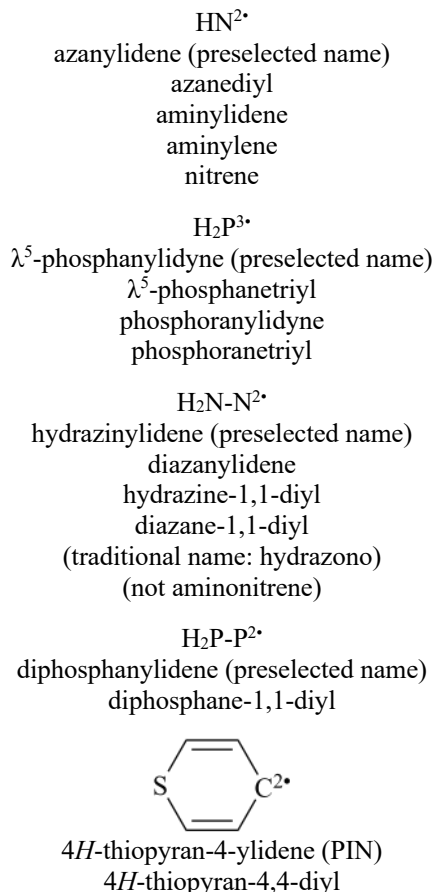 HN²•
azanylidene (preselected name)
azanediyl
aminylidene
aminylene
nitrene
H₂P³•
λ⁵-phosphanylidyne (preselected name)
λ⁵-phosphanetriyl
phosphoranylidyne
phosphoranetriyl
H₂N-N²•
hydrazinylidene (preselected name)
diazanylidene
hydrazine-1,1-diyl
diazane-1,1-diyl
(traditional name: hydrazono)
(not aminonitrene)
H₂P-P²•
diphosphanylidene (preselected name)
diphosphane-1,1-diyl
S C²•
4H-thiopyran-4-ylidene (PIN)
4H-thiopyran-4,4-diyl